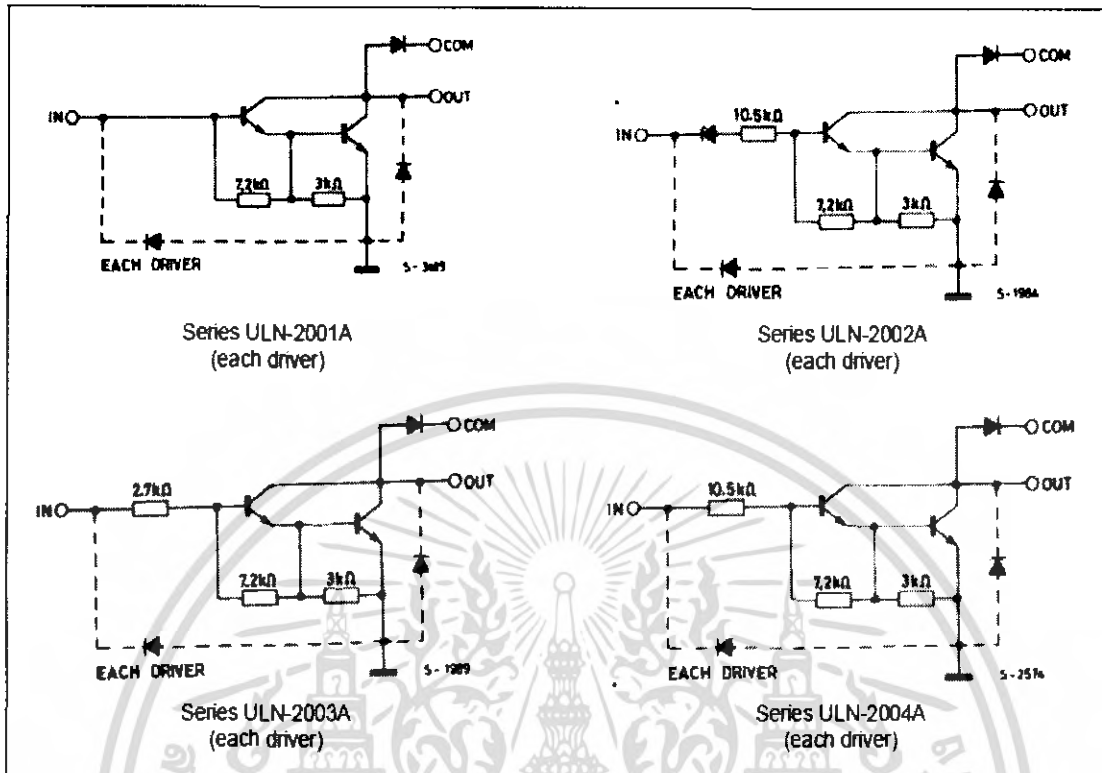 COM
OUT
IN
7.2kΩ 3kΩ
EACH DRIVER
Series ULN-2001A
(each driver)
COM
OUT
10.5kΩ
IN
7.2kΩ 3kΩ
EACH DRIVER S-1984
Series ULN-2002A
(each driver)
COM
OUT
2.7kΩ
IN
7.2kΩ 3kΩ
EACH DRIVER S-1989
Series ULN-2003A
(each driver)
COM
OUT
10.5kΩ
IN
7.2kΩ 3kΩ
EACH DRIVER S-2574
Series ULN-2004A
(each driver)